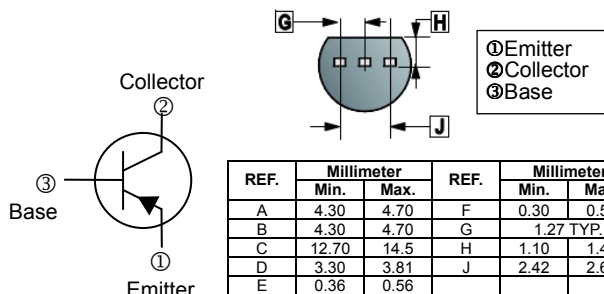 G
H
①Emitter
②Collector
③Base
J
Collector
②
③
Base
①
Emitter
REF. Millimeter REF. Millimeter
Min. Max. Min.
A 4.30 4.70 F 0.30
B 4.30 4.70 G 1.27 TYP.
C 12.70 14.5 H 1.10
D 3.30 3.81 J 2.42
E 0.36 0.56